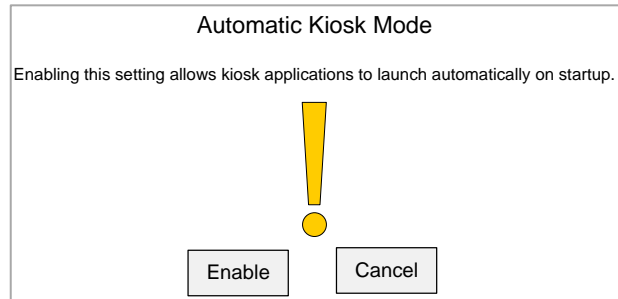 Automatic Kiosk Mode
Enabling this setting allows kiosk applications to launch automatically on startup.
Enable
Cancel